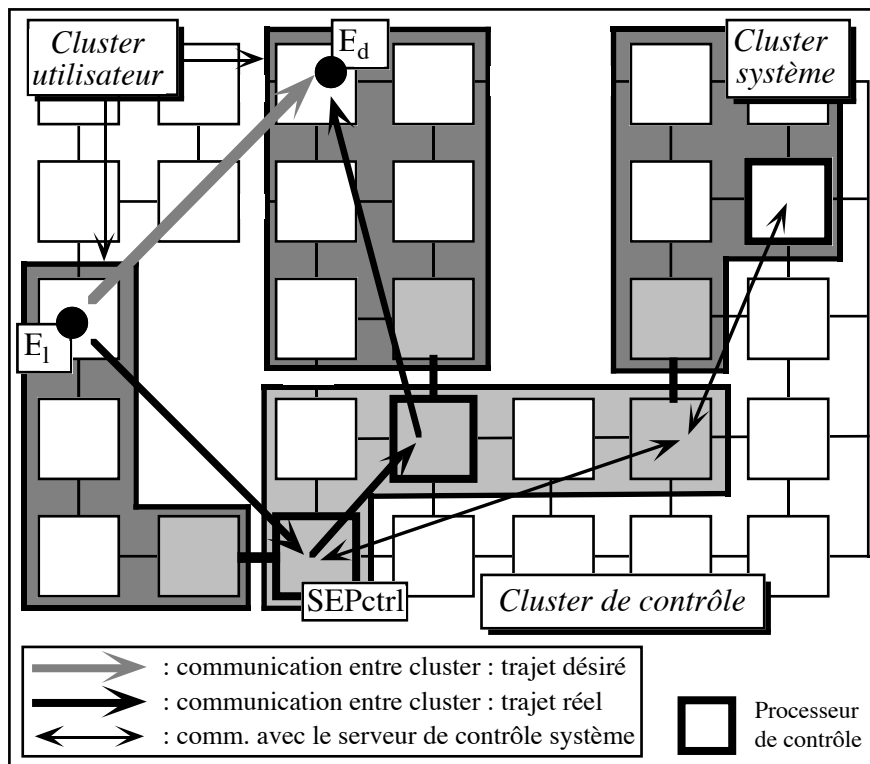 Cluster
utilisateur
E_d
Cluster
système
E_l
SEPctrl
Cluster de contrôle
: communication entre cluster : trajet désiré
: communication entre cluster : trajet réel
: comm. avec le serveur de contrôle système
Processeur
de contrôle